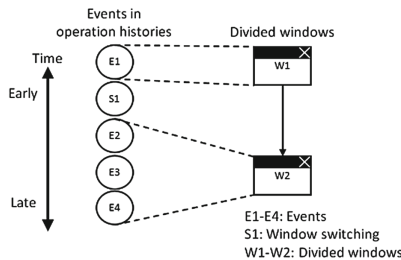 Events in
operation histories
Divided windows
Time
Early
Late
E1
S1
E2
E3
E4
W1
W2
E1-E4: Events
S1: Window switching
W1-W2: Divided windows